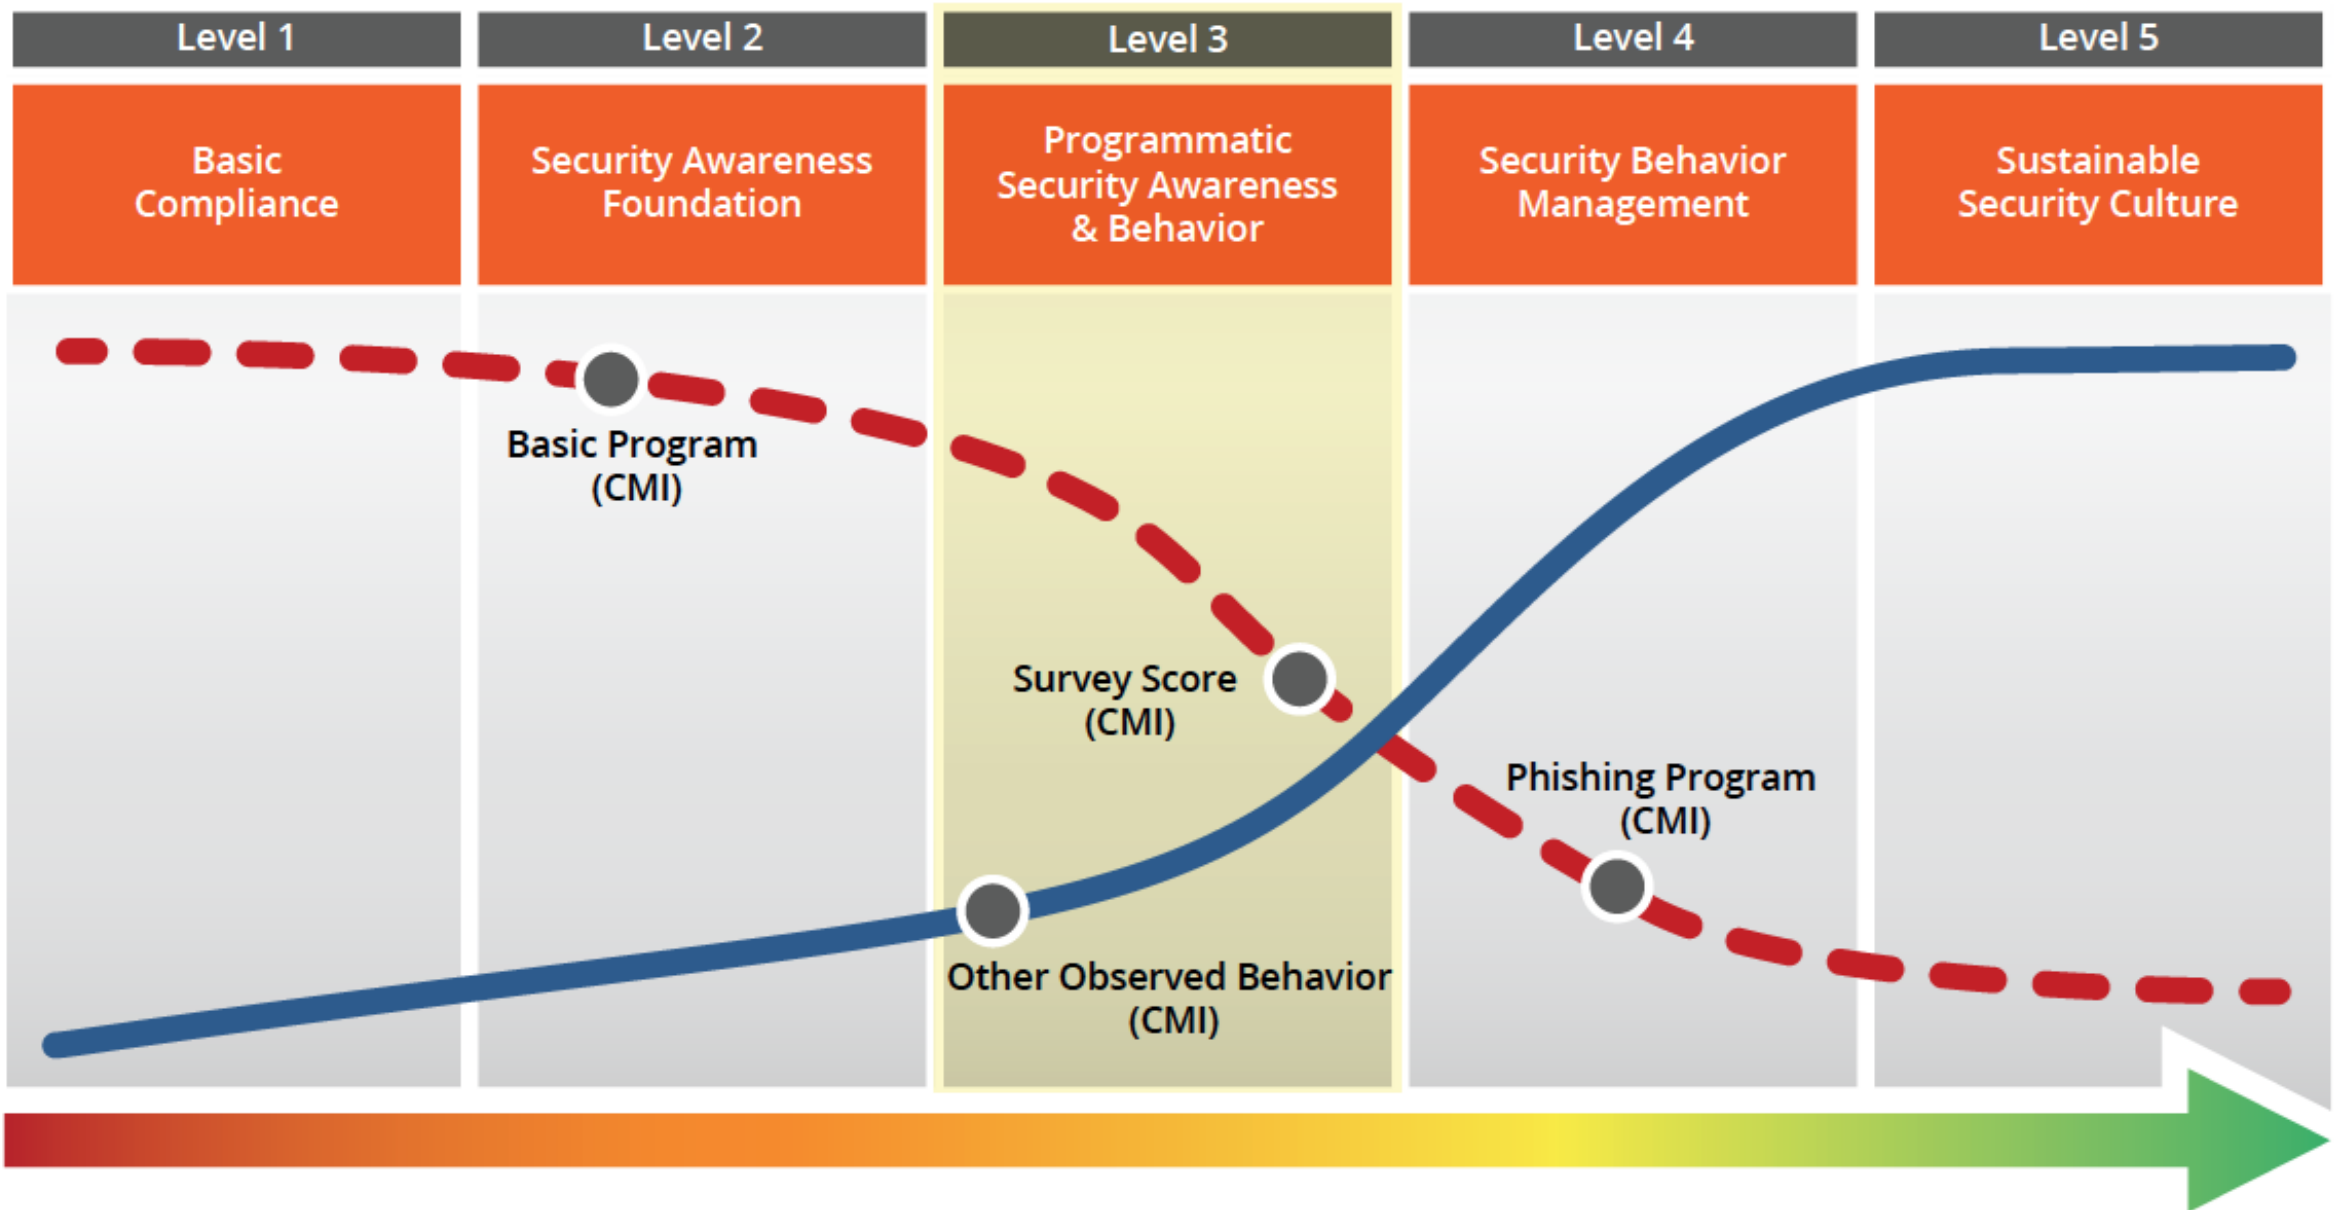 Level 1
Level 2
Level 3
Level 4
Level 5
Basic
Compliance
Security Awareness
Foundation
Programmatic
Security Awareness
& Behavior
Security Behavior
Management
Sustainable
Security Culture
Basic Program
(CMI)
Survey Score
(CMI)
Phishing Program
(CMI)
Other Observed Behavior
(CMI)